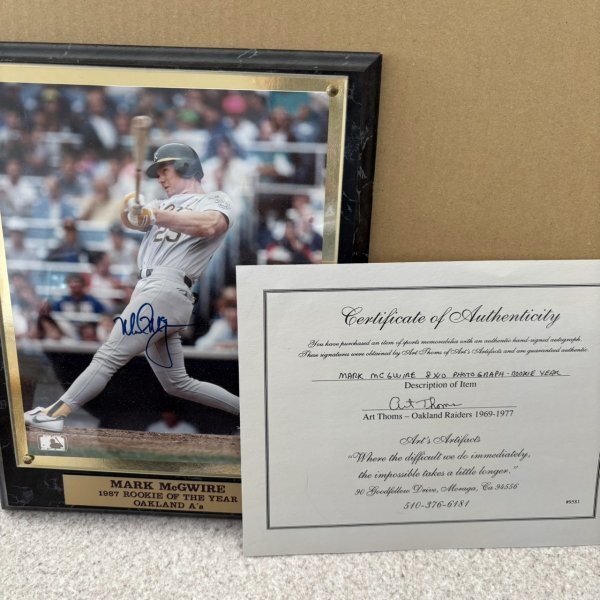 25
MARK McGWIRE
1987 ROOKIE OF THE YEAR
OAKLAND A's
Certificate of Authenticity
You have purchased an item of sports memorabilia with an authentic hand-signed autograph.
These signatures were obtained by Art Thoms of Art's Artifacts and are guaranteed authentic.
MARK MCGWIRE 8X10 PHOTOGRAPH - ROOKIE YEAR
Description of Item
Art Thoms
Art Thoms – Oakland Raiders 1969-1977
Art's Artifacts
"Where the difficult we do immediately,
the impossible takes a little longer."
90 Goodfellow Drive, Moraga, Ca 94556
510-376-6181